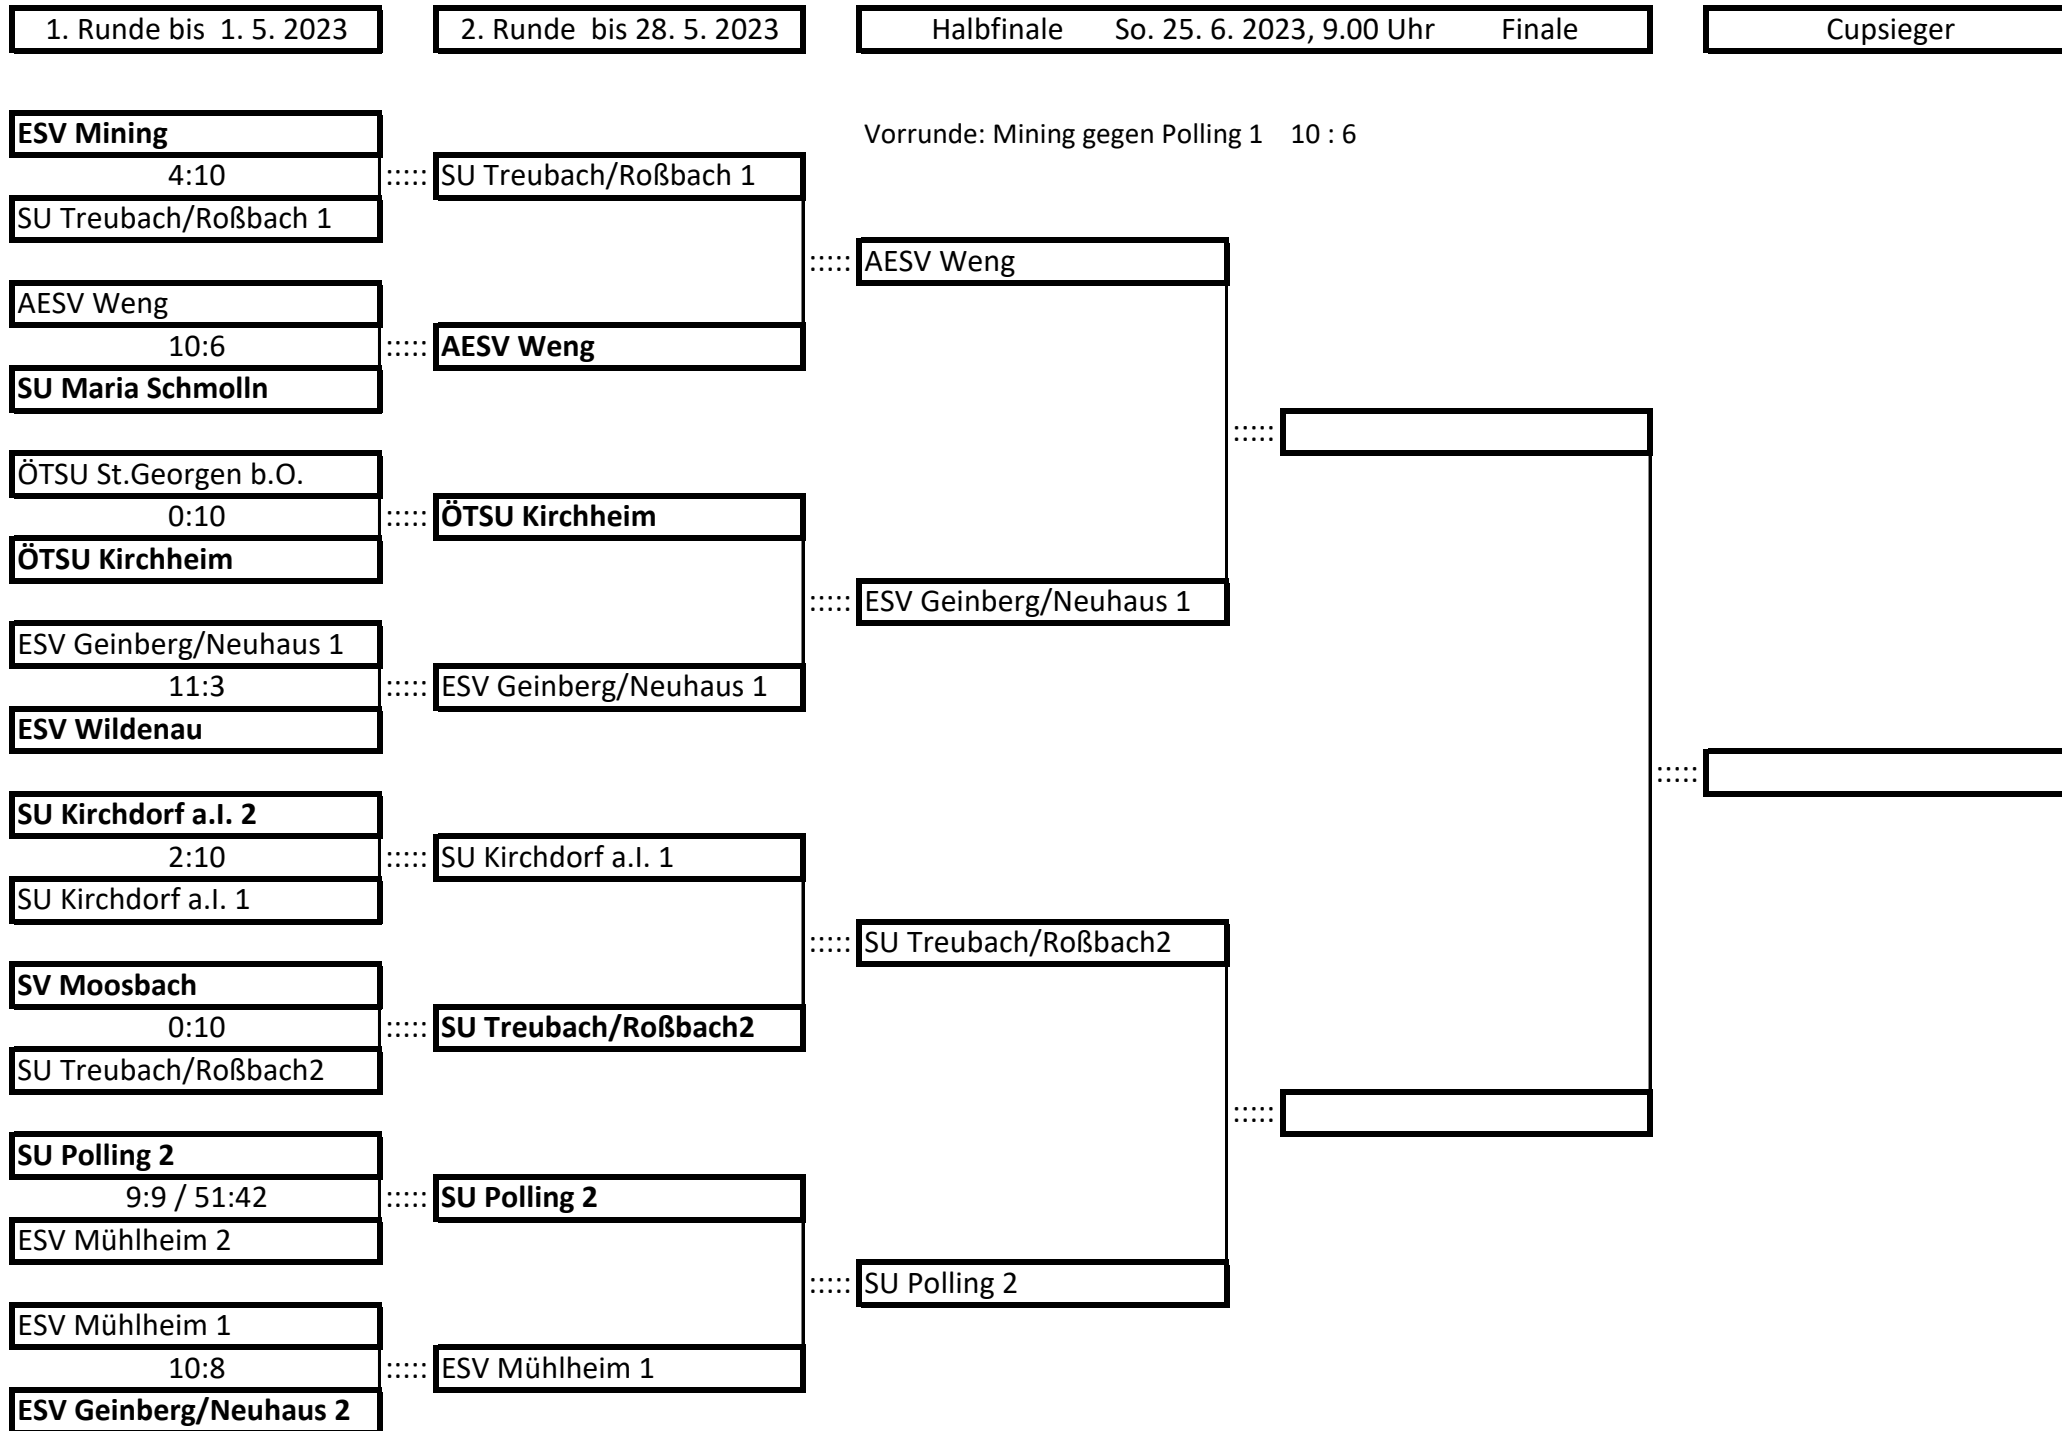 1. Runde bis  1. 5. 2023
2. Runde  bis 28. 5. 2023
Halbfinale So. 25. 6. 2023, 9.00 Uhr Finale
Cupsieger
ESV Mining
Vorrunde: Mining gegen Polling 1 10 : 6
4:10
::::: SU Treubach/Roßbach 1
SU Treubach/Roßbach 1
::::: AESV Weng
AESV Weng
10:6
::::: AESV Weng
SU Maria Schmolln
:::::
ÖTSU St.Georgen b.O.
0:10
::::: ÖTSU Kirchheim
ÖTSU Kirchheim
::::: ESV Geinberg/Neuhaus 1
ESV Geinberg/Neuhaus 1
11:3
::::: ESV Geinberg/Neuhaus 1
ESV Wildenau
:::::
SU Kirchdorf a.I. 2
2:10
::::: SU Kirchdorf a.I. 1
SU Kirchdorf a.I. 1
::::: SU Treubach/Roßbach2
SV Moosbach
0:10
::::: SU Treubach/Roßbach2
SU Treubach/Roßbach2
:::::
SU Polling 2
9:9 / 51:42
::::: SU Polling 2
ESV Mühlheim 2
::::: SU Polling 2
ESV Mühlheim 1
10:8
::::: ESV Mühlheim 1
ESV Geinberg/Neuhaus 2